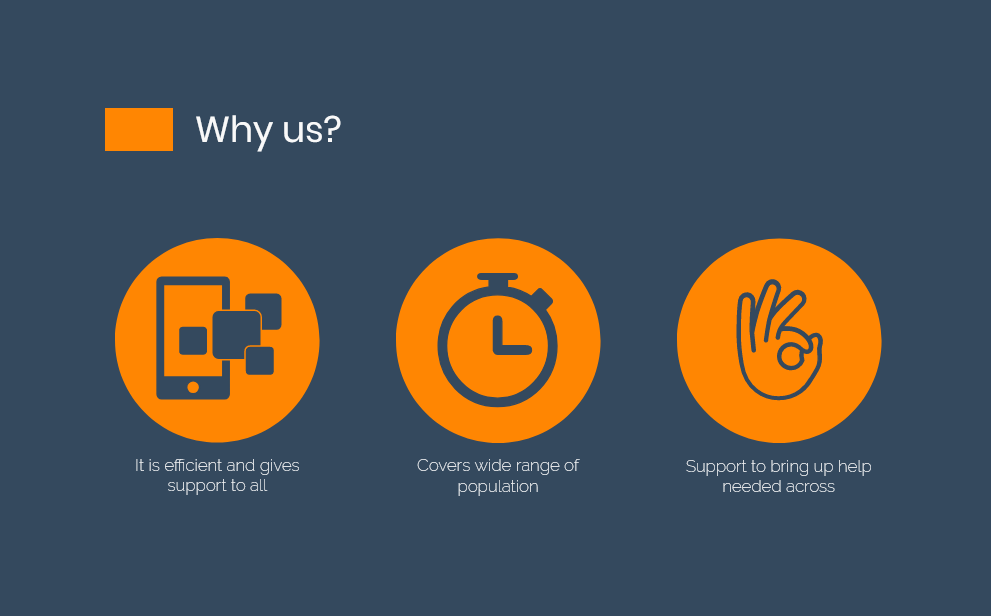 Why us?
It is efficient and gives
support to all
Covers wide range of
population
Support to bring up help
needed across